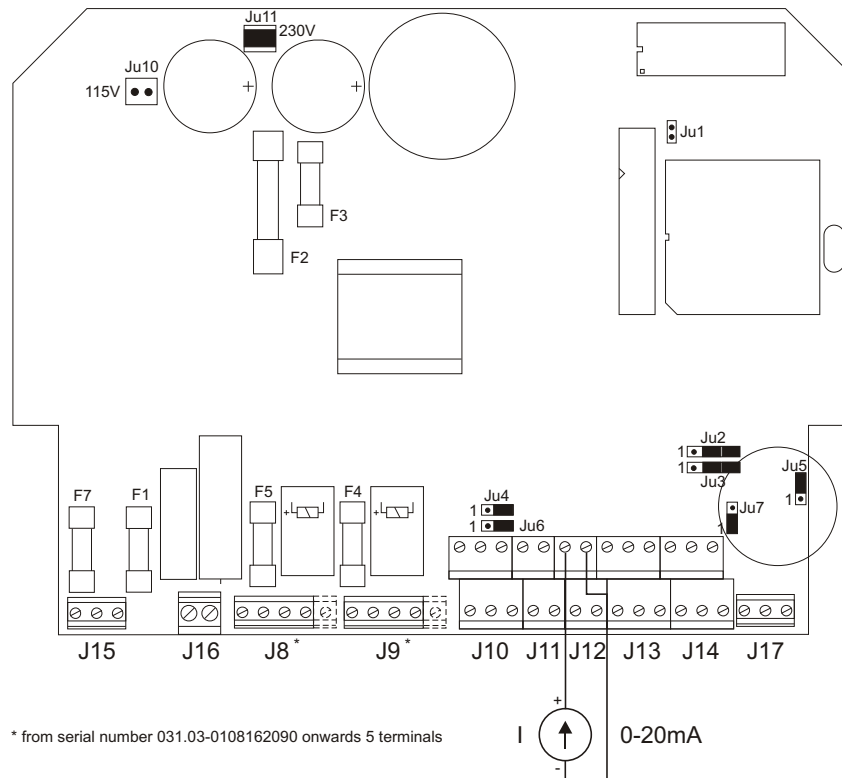 Ju11
230V
Ju10
115V
+
+
Ju1
F3
F2
Ju2
1
Ju3
1
Ju5
1
Ju7
1
Ju4
1
1 Ju6
F7
F1
F5
F4
+
+
J15
J16
J8*
J9*
J10
J11
J12
J13
J14
J17
+
I
0-20mA
-
* from serial number 031.03-0108162090 onwards 5 terminals